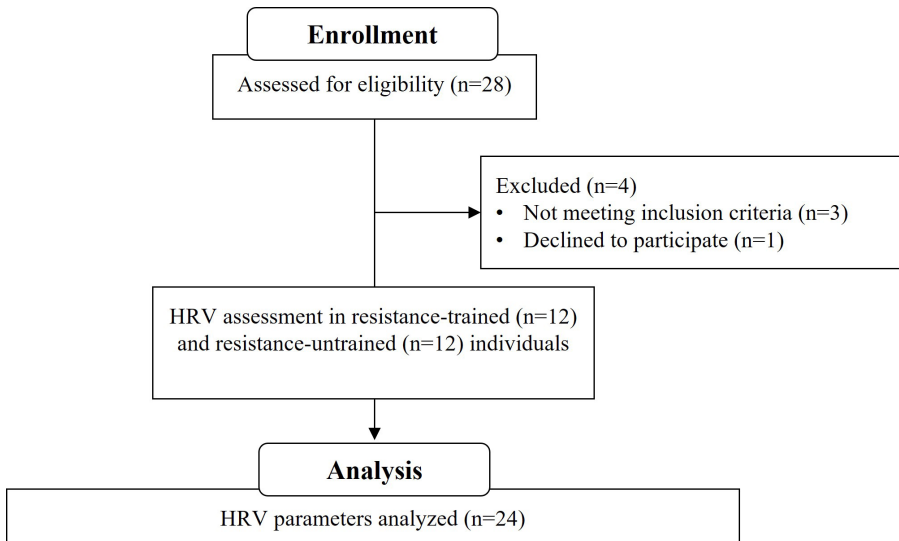 Enrollment
Assessed for eligibility (n=28)
Excluded (n=4)
• Not meeting inclusion criteria (n=3)
• Declined to participate (n=1)
HRV assessment in resistance-trained (n=12)
and resistance-untrained (n=12) individuals
Analysis
HRV parameters analyzed (n=24)